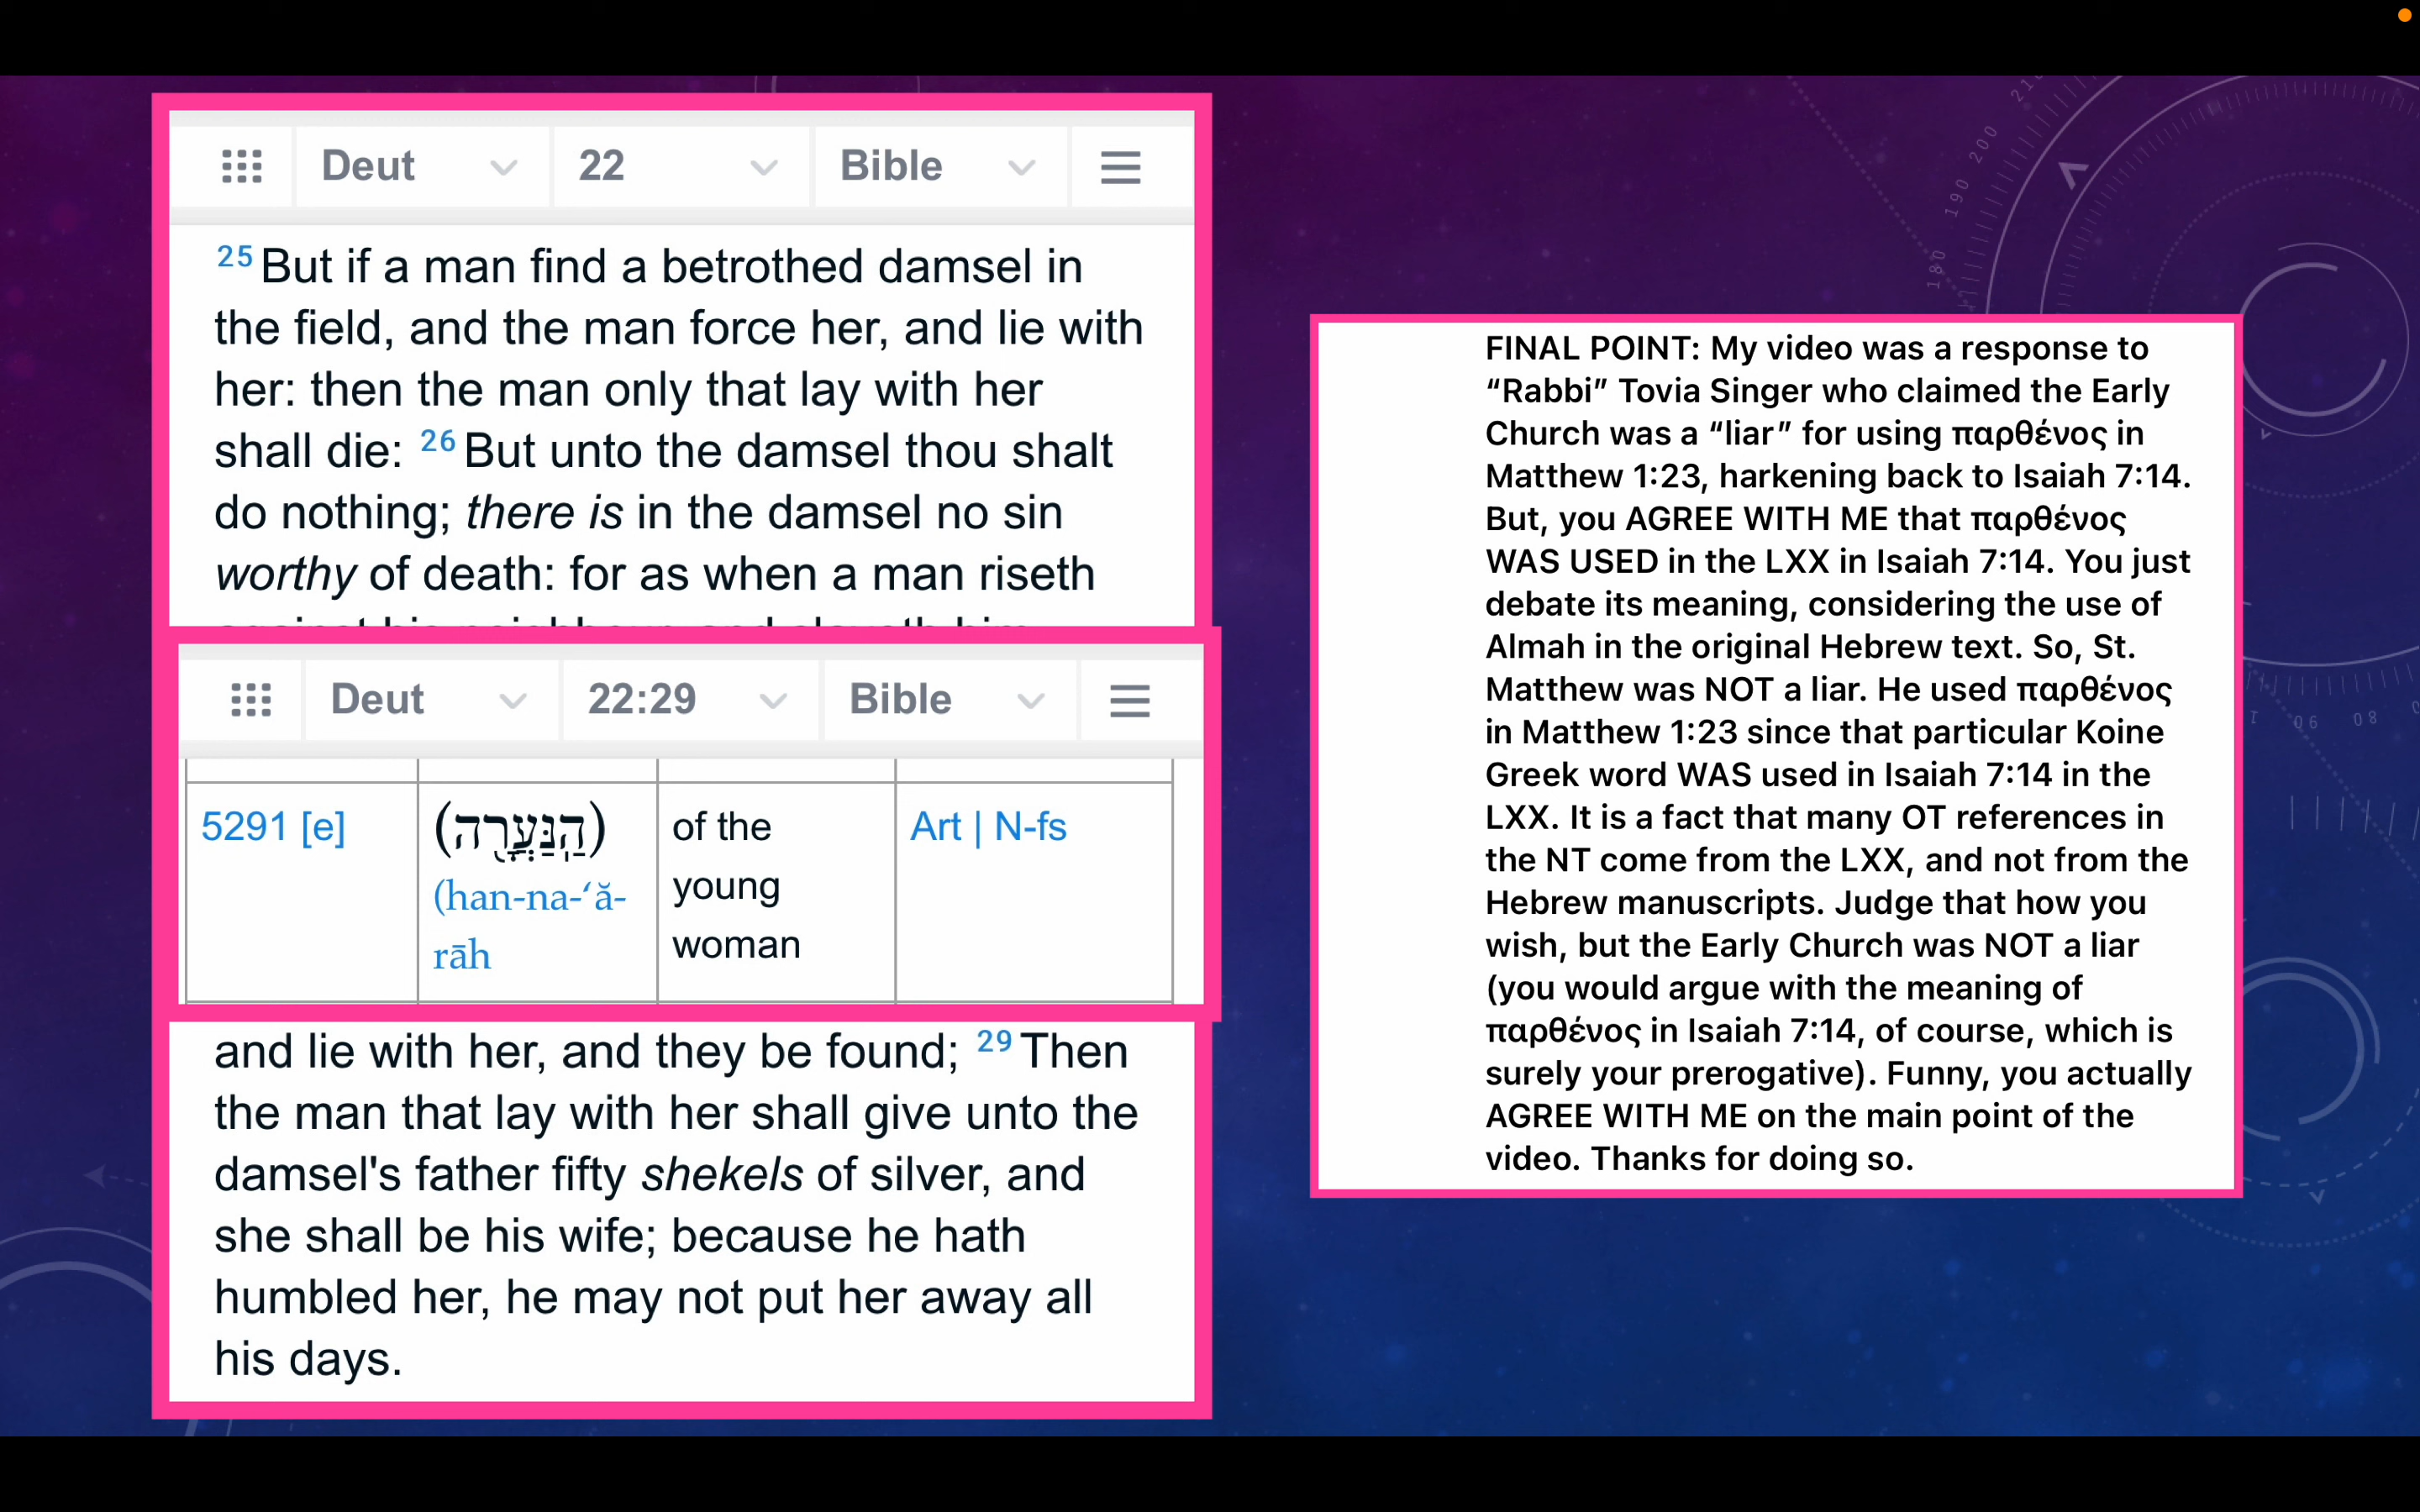 Deut 22 Bible
25 But if a man find a betrothed damsel in
the field, and the man force her, and lie with
her: then the man only that lay with her
shall die: 26 But unto the damsel thou shalt
do nothing; there is in the damsel no sin
worthy of death: for as when a man riseth
Deut 22:29 Bible
5291 [e] (הַֽנַּעֲרָ֖ה) of the Art | N-fs
(han-na-‘ă- young
rāh woman
and lie with her, and they be found; 29 Then
the man that lay with her shall give unto the
damsel's father fifty shekels of silver, and
she shall be his wife; because he hath
humbled her, he may not put her away all
his days.
FINAL POINT: My video was a response to
“Rabbi” Tovia Singer who claimed the Early
Church was a “liar” for using παρθένος in
Matthew 1:23, harkening back to Isaiah 7:14.
But, you AGREE WITH ME that παρθένος
WAS USED in the LXX in Isaiah 7:14. You just
debate its meaning, considering the use of
Almah in the original Hebrew text. So, St.
Matthew was NOT a liar. He used παρθένος
in Matthew 1:23 since that particular Koine
Greek word WAS used in Isaiah 7:14 in the
LXX. It is a fact that many OT references in
the NT come from the LXX, and not from the
Hebrew manuscripts. Judge that how you
wish, but the Early Church was NOT a liar
(you would argue with the meaning of
παρθένος in Isaiah 7:14, of course, which is
surely your prerogative). Funny, you actually
AGREE WITH ME on the main point of the
video. Thanks for doing so.
180 190 200
80 90